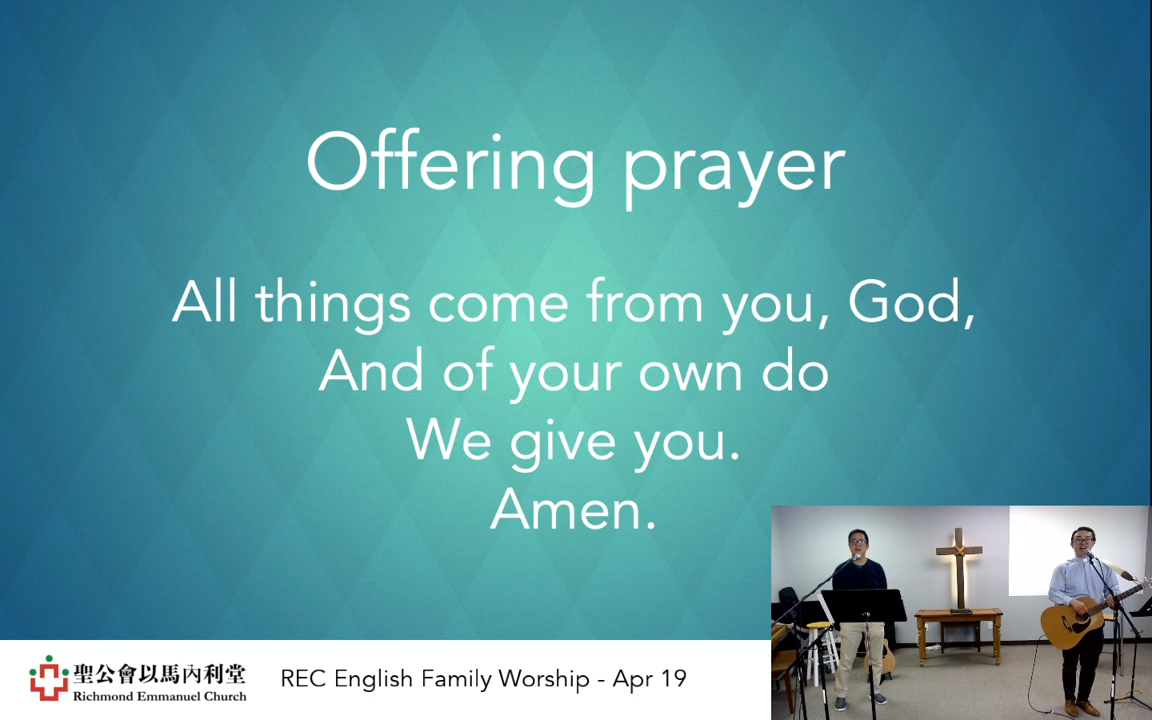 Offering prayer
All things come from you, God,
And of your own do
We give you.
Amen.
聖公會以馬內利堂
Richmond Emmanuel Church
REC English Family Worship - Apr 19